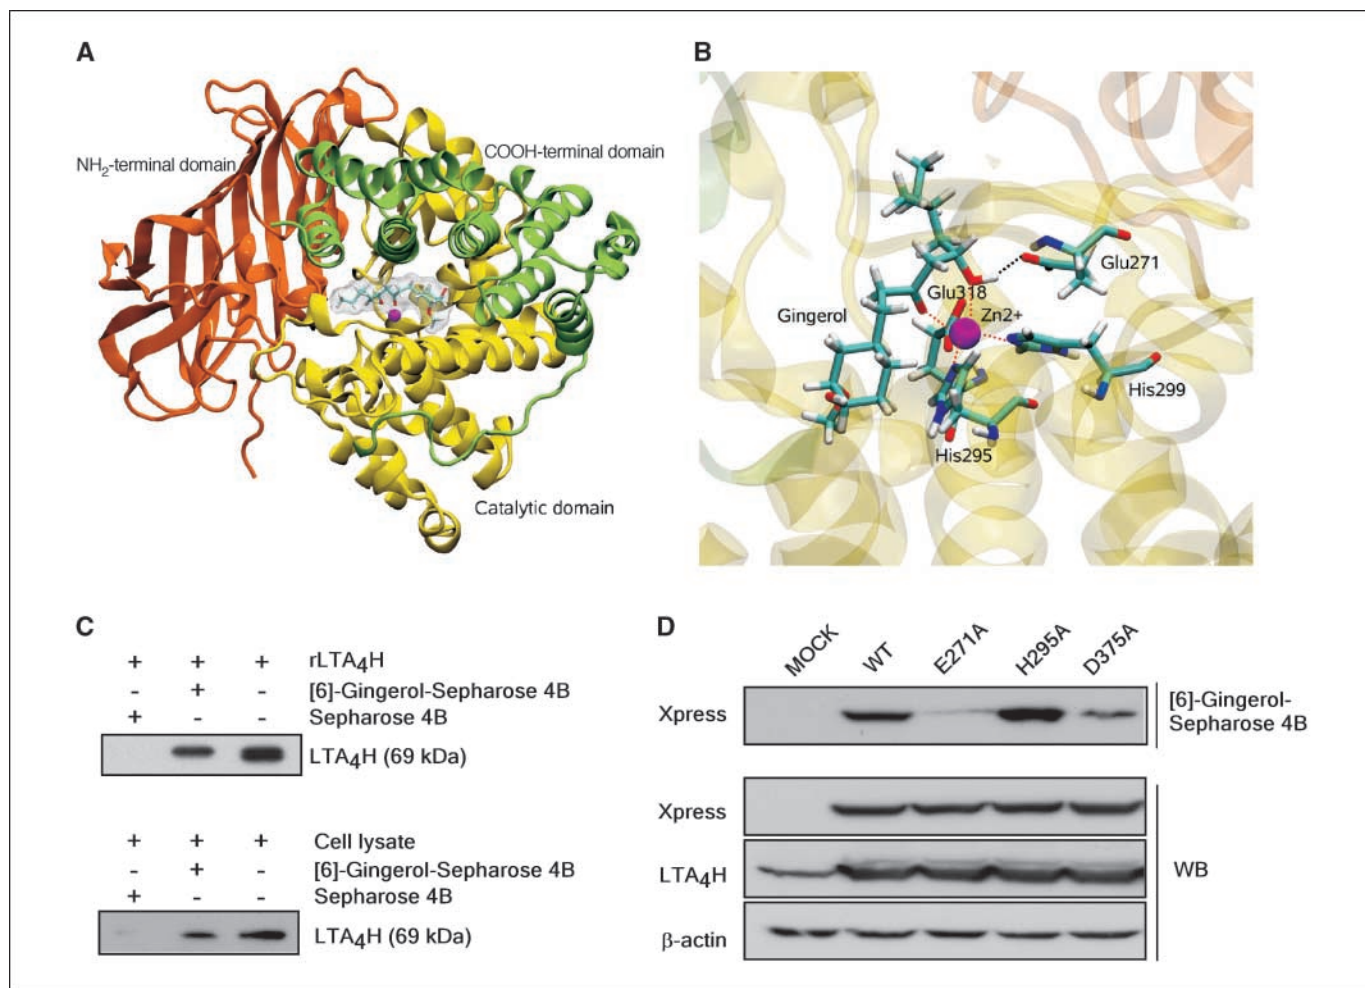 A
NH₂-terminal domain
COOH-terminal domain
Catalytic domain
B
Gingerol
Glu318
Zn2+
Glu271
His299
His295
C
+ + + rLTA₄H
- + - [6]-Gingerol-Sepharose 4B
+ - - Sepharose 4B
LTA₄H (69 kDa)
+ + + Cell lysate
- + - [6]-Gingerol-Sepharose 4B
+ - - Sepharose 4B
LTA₄H (69 kDa)
D
MOCK WT E271A H295A D375A
Xpress
[6]-Gingerol-
Sepharose 4B
Xpress
LTA₄H
β-actin
WB